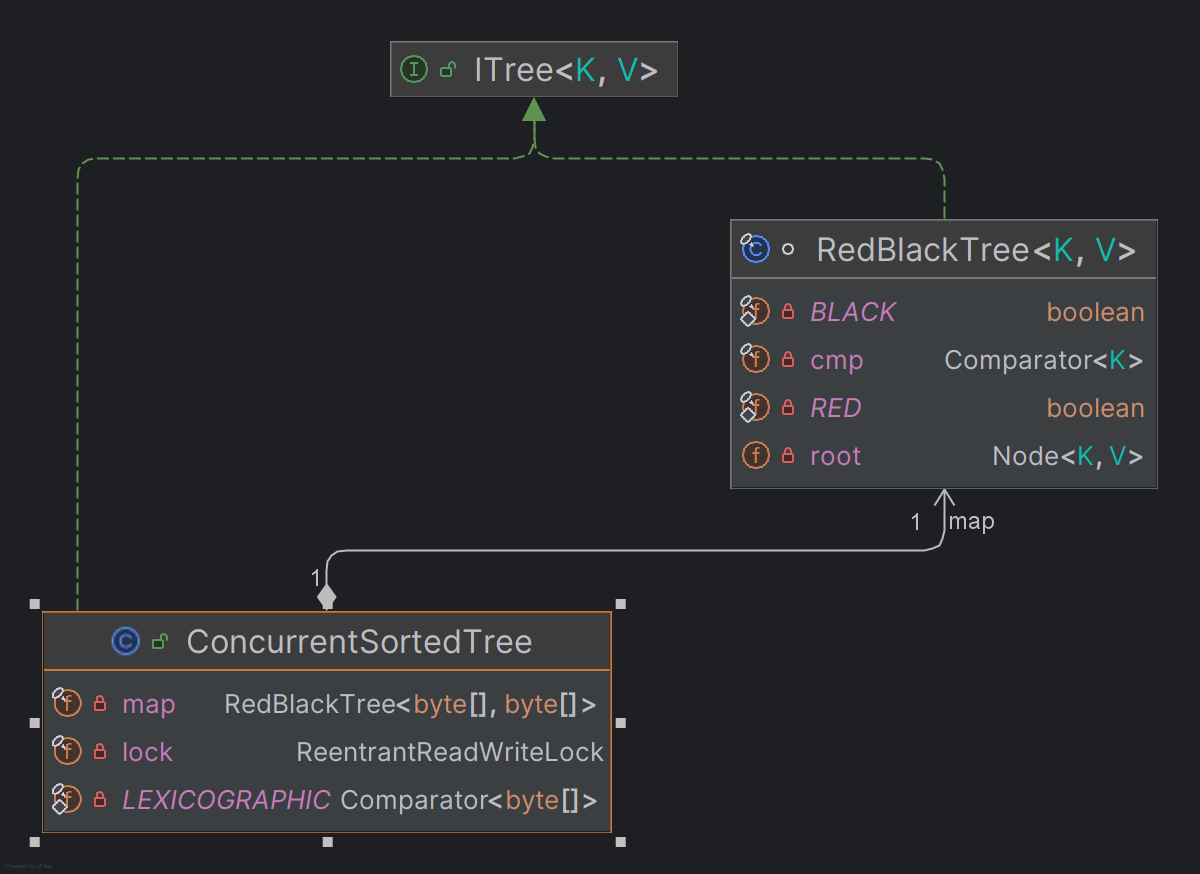 ITree<K, V>
RedBlackTree<K, V>
BLACK boolean
cmp Comparator<K>
RED boolean
root Node<K, V>
1 map
1
ConcurrentSortedTree
map RedBlackTree<byte[], byte[]>
lock ReentrantReadWriteLock
LEXICOGRAPHIC Comparator<byte[]>
Powered by yFiles